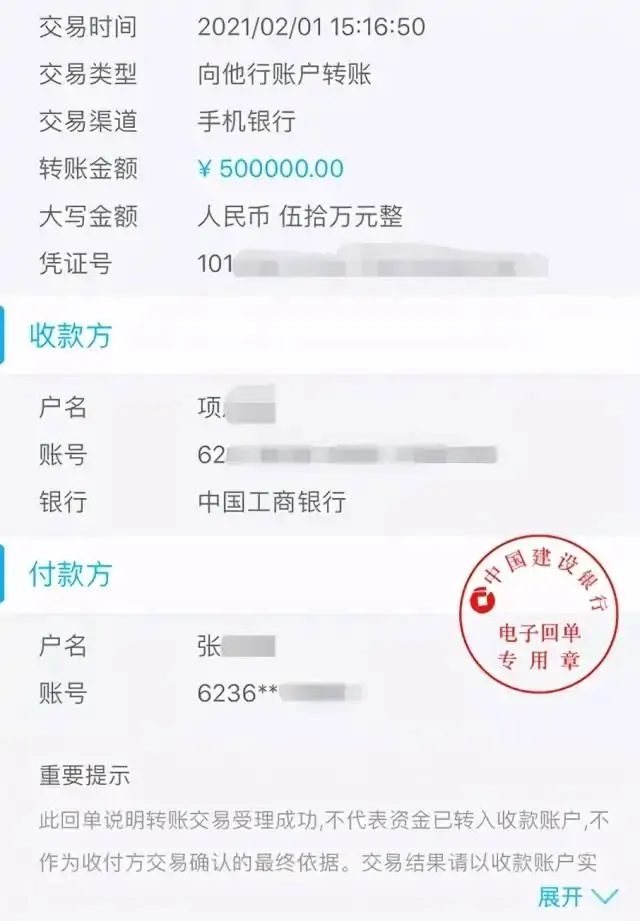 交易时间 2021/02/01 15:16:50
交易类型 向他行账户转账
交易渠道 手机银行
转账金额 ¥ 500000.00
大写金额 人民币 伍拾万元整
凭证号 101
收款方
户名 项
账号 62
银行 中国工商银行
付款方
中国建设银行
电子回单
专用章
户名 张
账号 6236**
重要提示
此回单说明转账交易受理成功,不代表资金已转入收款账户,不
作为收付方交易确认的最终依据。交易结果请以收款账户实
展开